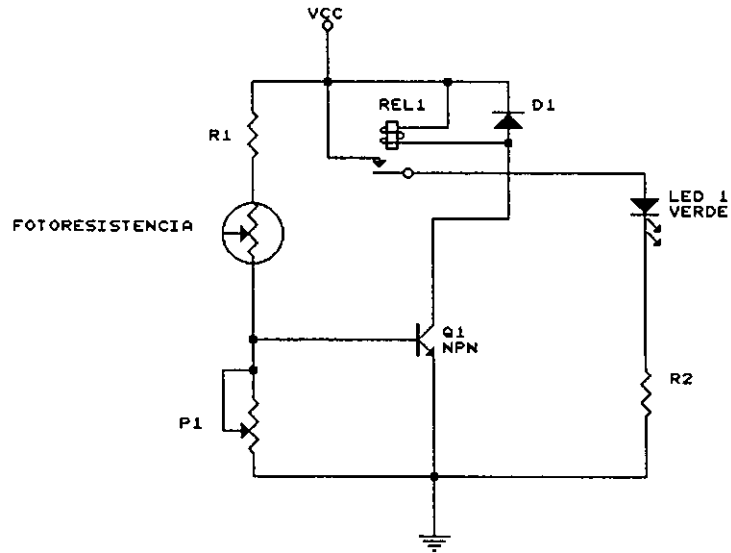 VCC
REL1
D1
R1
LED 1
VERDE
FOTORESISTENCIA
Q1
NPN
R2
P1